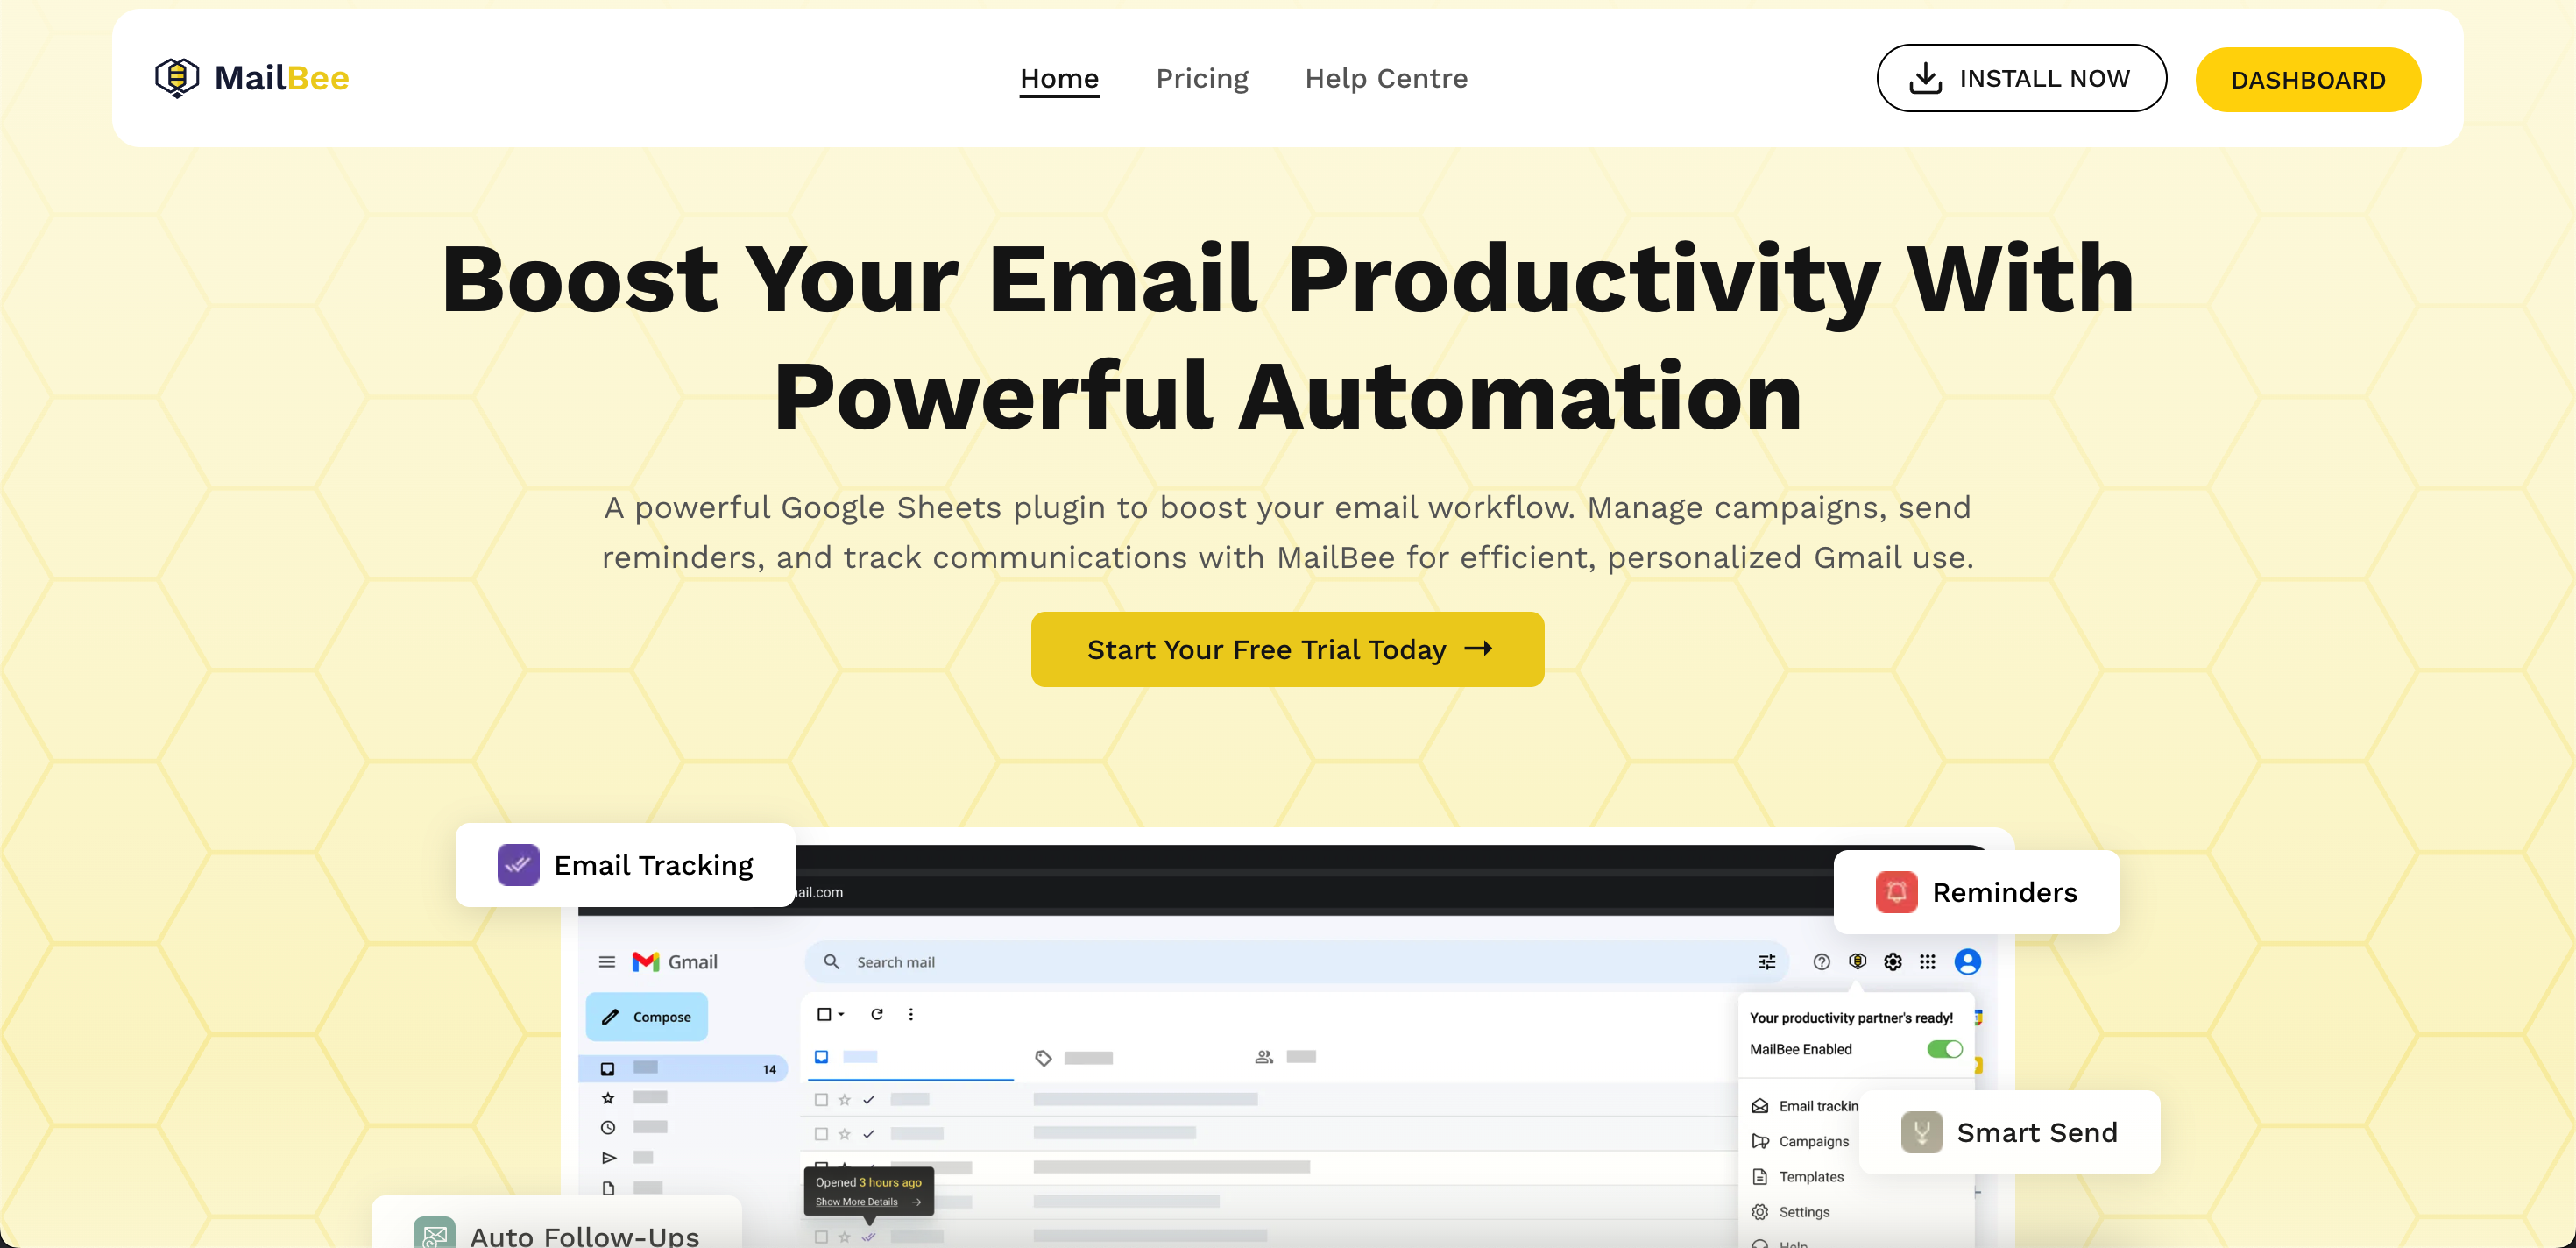 MailBee
Home
Pricing
Help Centre
INSTALL NOW
DASHBOARD
Boost Your Email Productivity With
Powerful Automation
A powerful Google Sheets plugin to boost your email workflow. Manage campaigns, send
reminders, and track communications with MailBee for efficient, personalized Gmail use.
Start Your Free Trial Today
Email Tracking
ail.com
Reminders
Gmail
Search mail
Compose
Your productivity partner's ready!
MailBee Enabled
14
Email trackin
Campaigns
Smart Send
Templates
Opened 3 hours ago
Show More Details
Settings
Auto Follow-Ups
Help